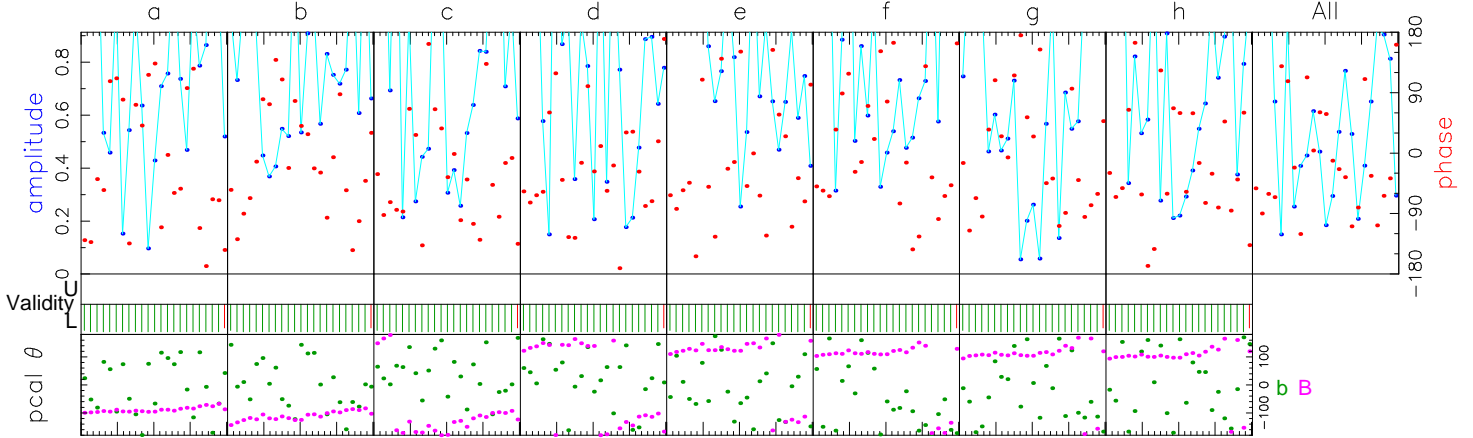 a b c d e f g h All
amplitude
0 0.2 0.4 0.6 0.8
phase
180 90 0 −90 −180
Validity
U
L
pcal θ
100 0 −100
b B